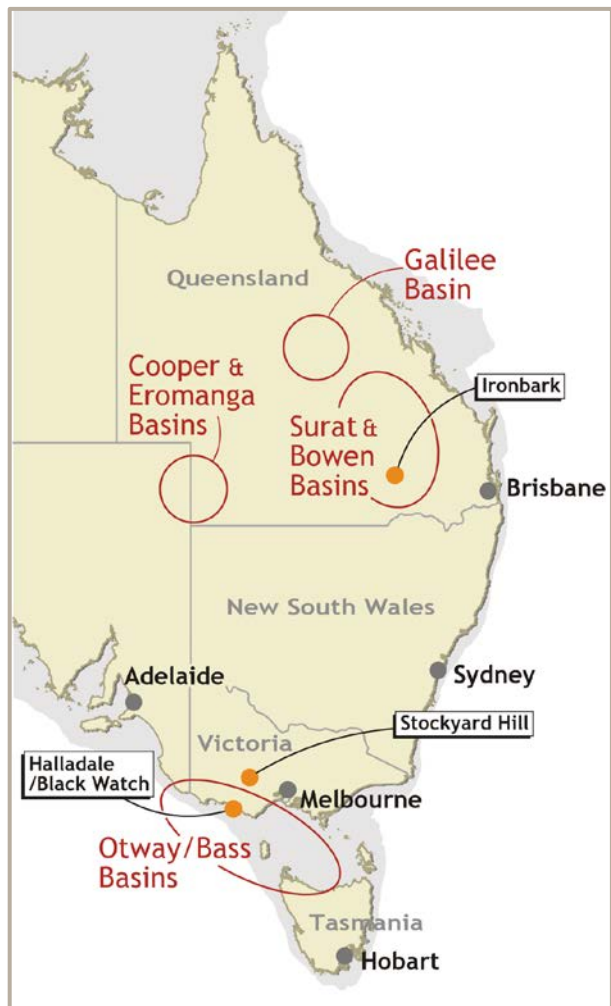 Queensland
Galilee
Basin
Cooper &
Eromanga
Basins
Ironbark
Surat &
Bowen
Basins
Brisbane
New South Wales
Adelaide
Sydney
Stockyard Hill
Victoria
Halladale
/Black Watch
Melbourne
Otway/Bass
Basins
Tasmania
Hobart